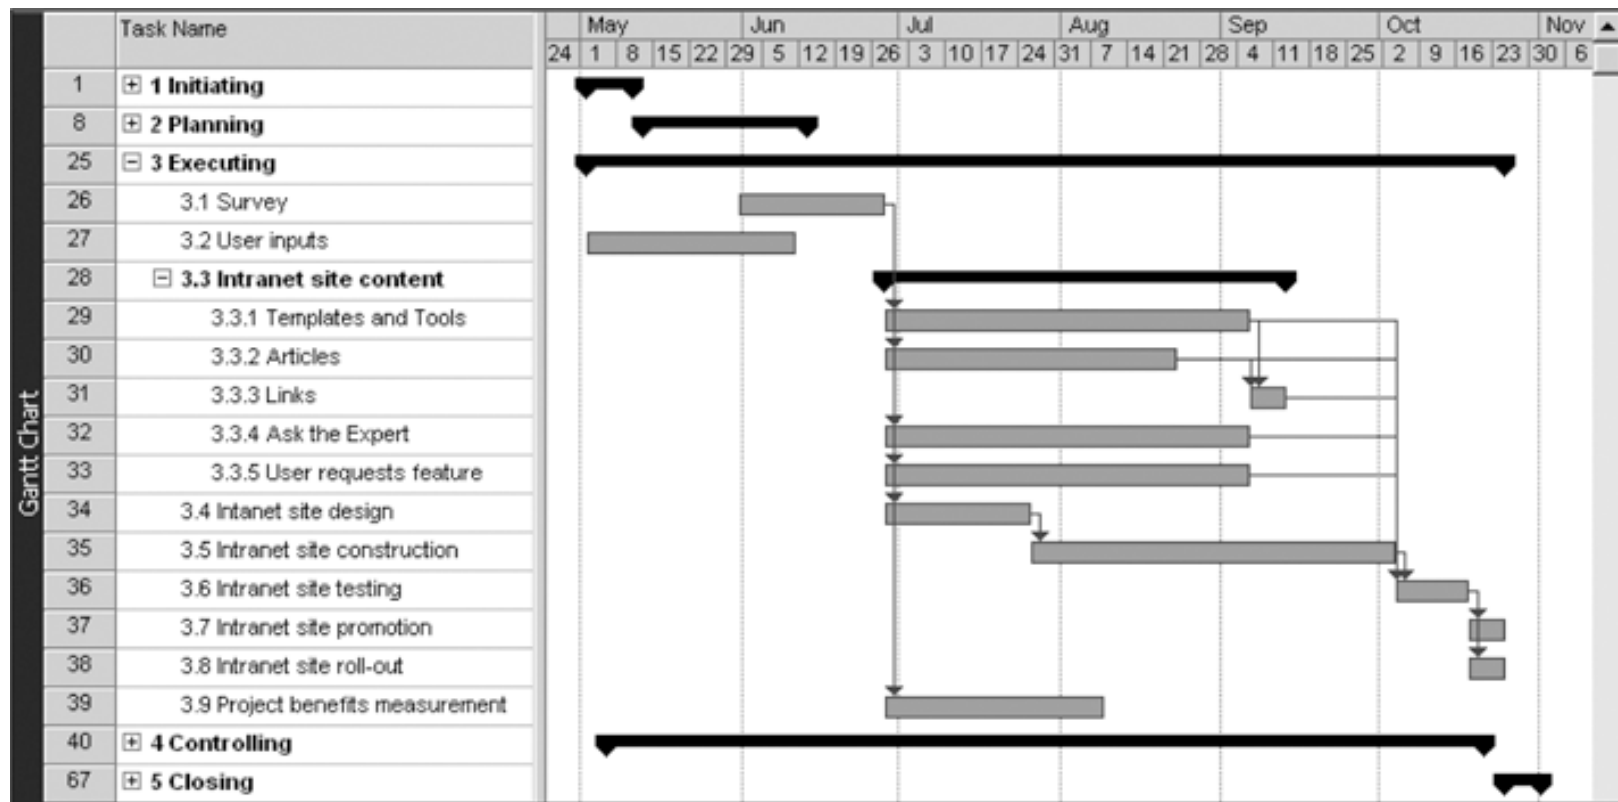 Gantt Chart
Task Name
May Jun Jul Aug Sep Oct Nov
24 1 8 15 22 29 5 12 19 26 3 10 17 24 31 7 14 21 28 4 11 18 25 2 9 16 23 30 6
1 1 Initiating
8 2 Planning
25 3 Executing
26 3.1 Survey
27 3.2 User inputs
28 3.3 Intranet site content
29 3.3.1 Templates and Tools
30 3.3.2 Articles
31 3.3.3 Links
32 3.3.4 Ask the Expert
33 3.3.5 User requests feature
34 3.4 Intanet site design
35 3.5 Intranet site construction
36 3.6 Intranet site testing
37 3.7 Intranet site promotion
38 3.8 Intranet site roll-out
39 3.9 Project benefits measurement
40 4 Controlling
67 5 Closing